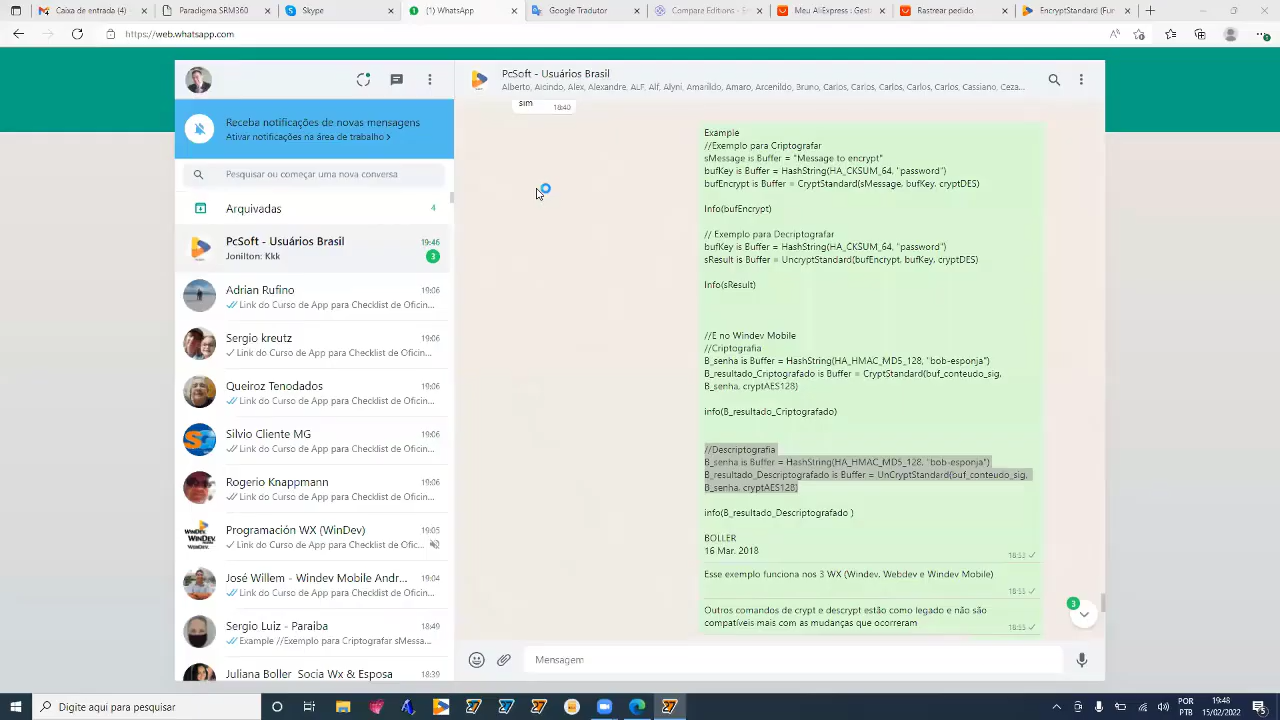 Caixa de entrada (4) -
Paradigma SRM360
Skype
(1) WhatsApp
Google Tradutor
Compare Editions - E
Meu AliExpress : Gest
Rastrear pedido
EncryptStandard (Fun
https://web.whatsapp.com
PcSoft - Usuários Brasil
Alberto, Aicindo, Alex, Alexandre, ALF, Alf, Alyni, Amarildo, Amaro, Arcenildo, Bruno, Carlos, Carlos, Carlos, Carlos, Carlos, Cassiano, Ceza...
Receba notificações de novas mensagens
Ativar notificações na área de trabalho >
Pesquisar ou começar uma nova conversa
Arquivadas
4
PcSoft - Usuários Brasil
19:46
Jonilton: Kkk
3
Adrian Rufino
19:06
Link do Curso de App para Checklist de Oficin...
Sergio kreutz
19:06
Link do Curso de App para Checklist de Oficin...
Queiroz Tenodados
19:06
Link do Curso de App para Checklist de Oficin...
Silvio Cliente MG
19:06
Link do Curso de App para Checklist de Oficin...
Rogerio Knappmann
19:06
Link do Curso de App para Checklist de Oficin...
Programación WX (WinDev)
19:05
Link do Curso de App para Checklist de Ofic...
José Willem - Windev Mobile Andr...
19:04
Link do Curso de App para Checklist de Oficin...
Sergio Luiz - Paraiba
18:49
Example //Exemplo para Criptografar sMessa...
Juliana Boller Socia Wx & Esposa
18:39
sim
18:40
Example
//Exemplo para Criptografar
sMessage is Buffer = "Message to encrypt"
bufKey is Buffer = HashString(HA_CKSUM_64, "password")
bufEncrypt is Buffer = CryptStandard(sMessage, bufKey, cryptDES)
Info(bufEncrypt)
// Exemplo para Decriptografar
bufKey is Buffer = HashString(HA_CKSUM_64, "password")
sResult is Buffer = UncryptStandard(bufEncrypt, bufKey, cryptDES)
Info(sResult)
//E no Windev Mobile
//Criptografia
B_senha is Buffer = HashString(HA_HMAC_MD5_128, "bob-esponja")
B_resultado_Criptografado is Buffer = CryptStandard(buf_conteudo_sig,
B_senha, cryptAES128)
info(B_resultado_Criptografado)
//Descriptografia
B_senha is Buffer = HashString(HA_HMAC_MD5_128, "bob-esponja")
B_resultado_Descriptografado is Buffer = UnCryptStandard(buf_conteudo_sig,
B_senha, cryptAES128)
info(B_resultado_Descriptografado )
BOLLER
16 Mar. 2018
18:53
Esse exemplo funciona nos 3 WX (Windev, Webdev e Windev Mobile)
18:55
Outros comandos de crypt e descrypt estão como legado e não são
compatíveis mais com as mudanças que ocorreram
18:55
3
Mensagem
Digite aqui para pesquisar
POR
PTB
19:48
15/02/2022